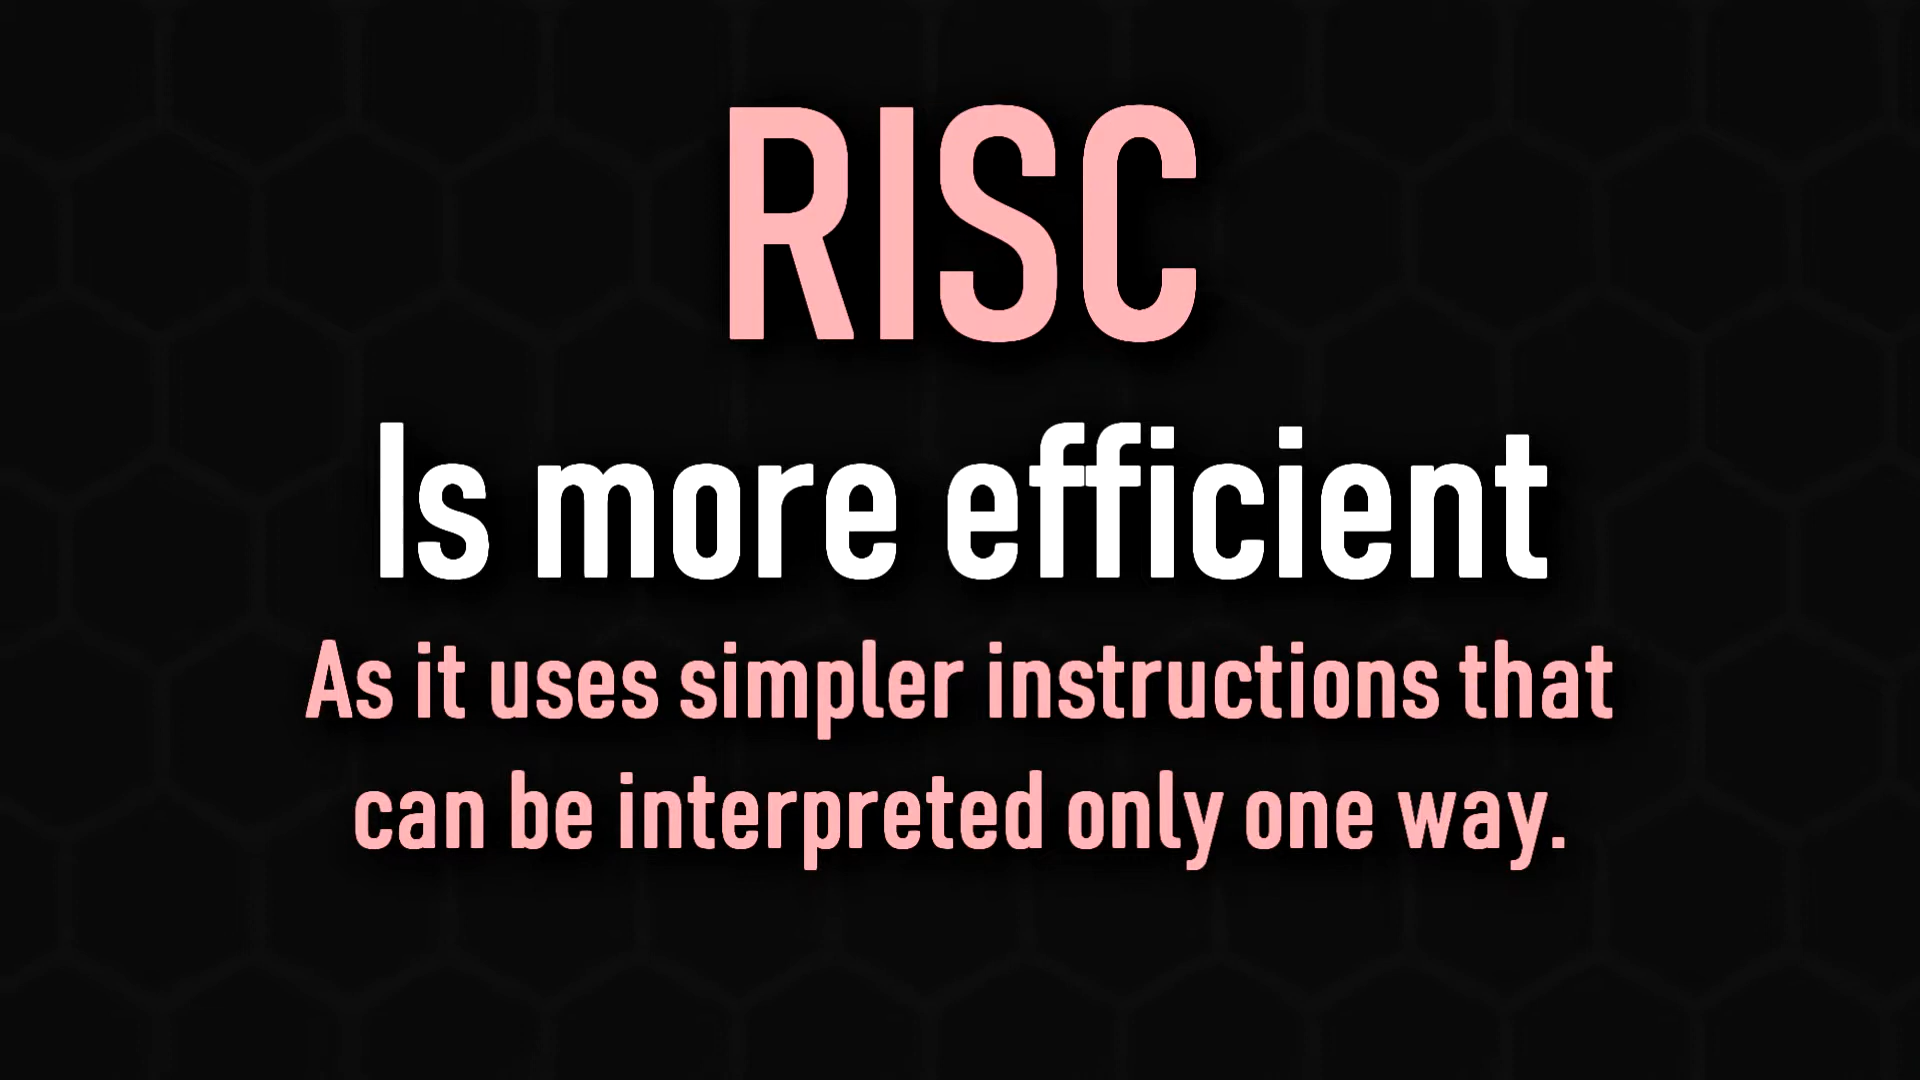 RISC
Is more efficient
As it uses simpler instructions that
can be interpreted only one way.